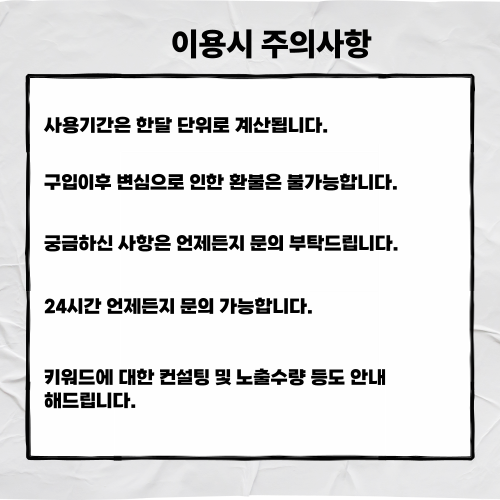 이용시 주의사항
사용기간은 한달 단위로 계산됩니다.
구입이후 변심으로 인한 환불은 불가능합니다.
궁금하신 사항은 언제든지 문의 부탁드립니다.
24시간 언제든지 문의 가능합니다.
키워드에 대한 컨설팅 및 노출수량 등도 안내
해드립니다.